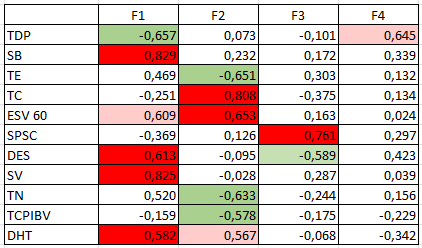 F1 F2 F3 F4
TDP -0,657 0,073 -0,101 0,645
SB 0,829 0,232 0,172 0,339
TE 0,469 -0,651 0,303 0,132
TC -0,251 0,808 -0,375 0,134
ESV 60 0,609 0,653 0,163 0,024
SPSC -0,369 0,126 0,761 0,297
DES 0,613 -0,095 -0,589 0,423
SV 0,825 -0,028 0,287 0,039
TN 0,520 -0,633 -0,244 0,156
TCPIBV -0,159 -0,578 -0,175 -0,229
DHT 0,582 0,567 -0,068 -0,342